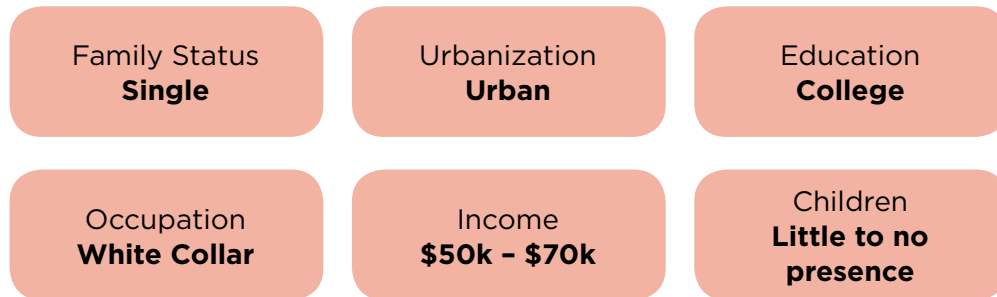 Family Status
Single
Urbanization
Urban
Education
College
Occupation
White Collar
Income
$50k – $70k
Children
Little to no
presence